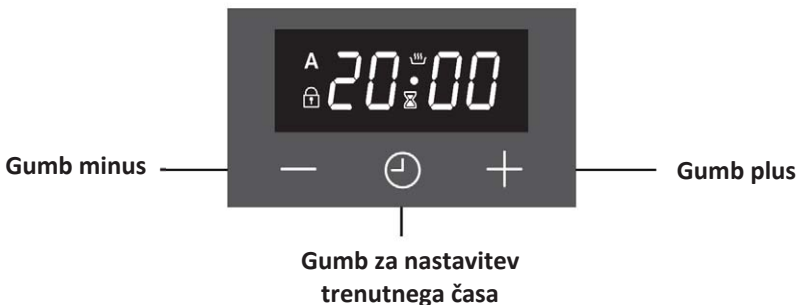 A 20:00
Gumb minus
Gumb plus
Gumb za nastavitev
trenutnega časa